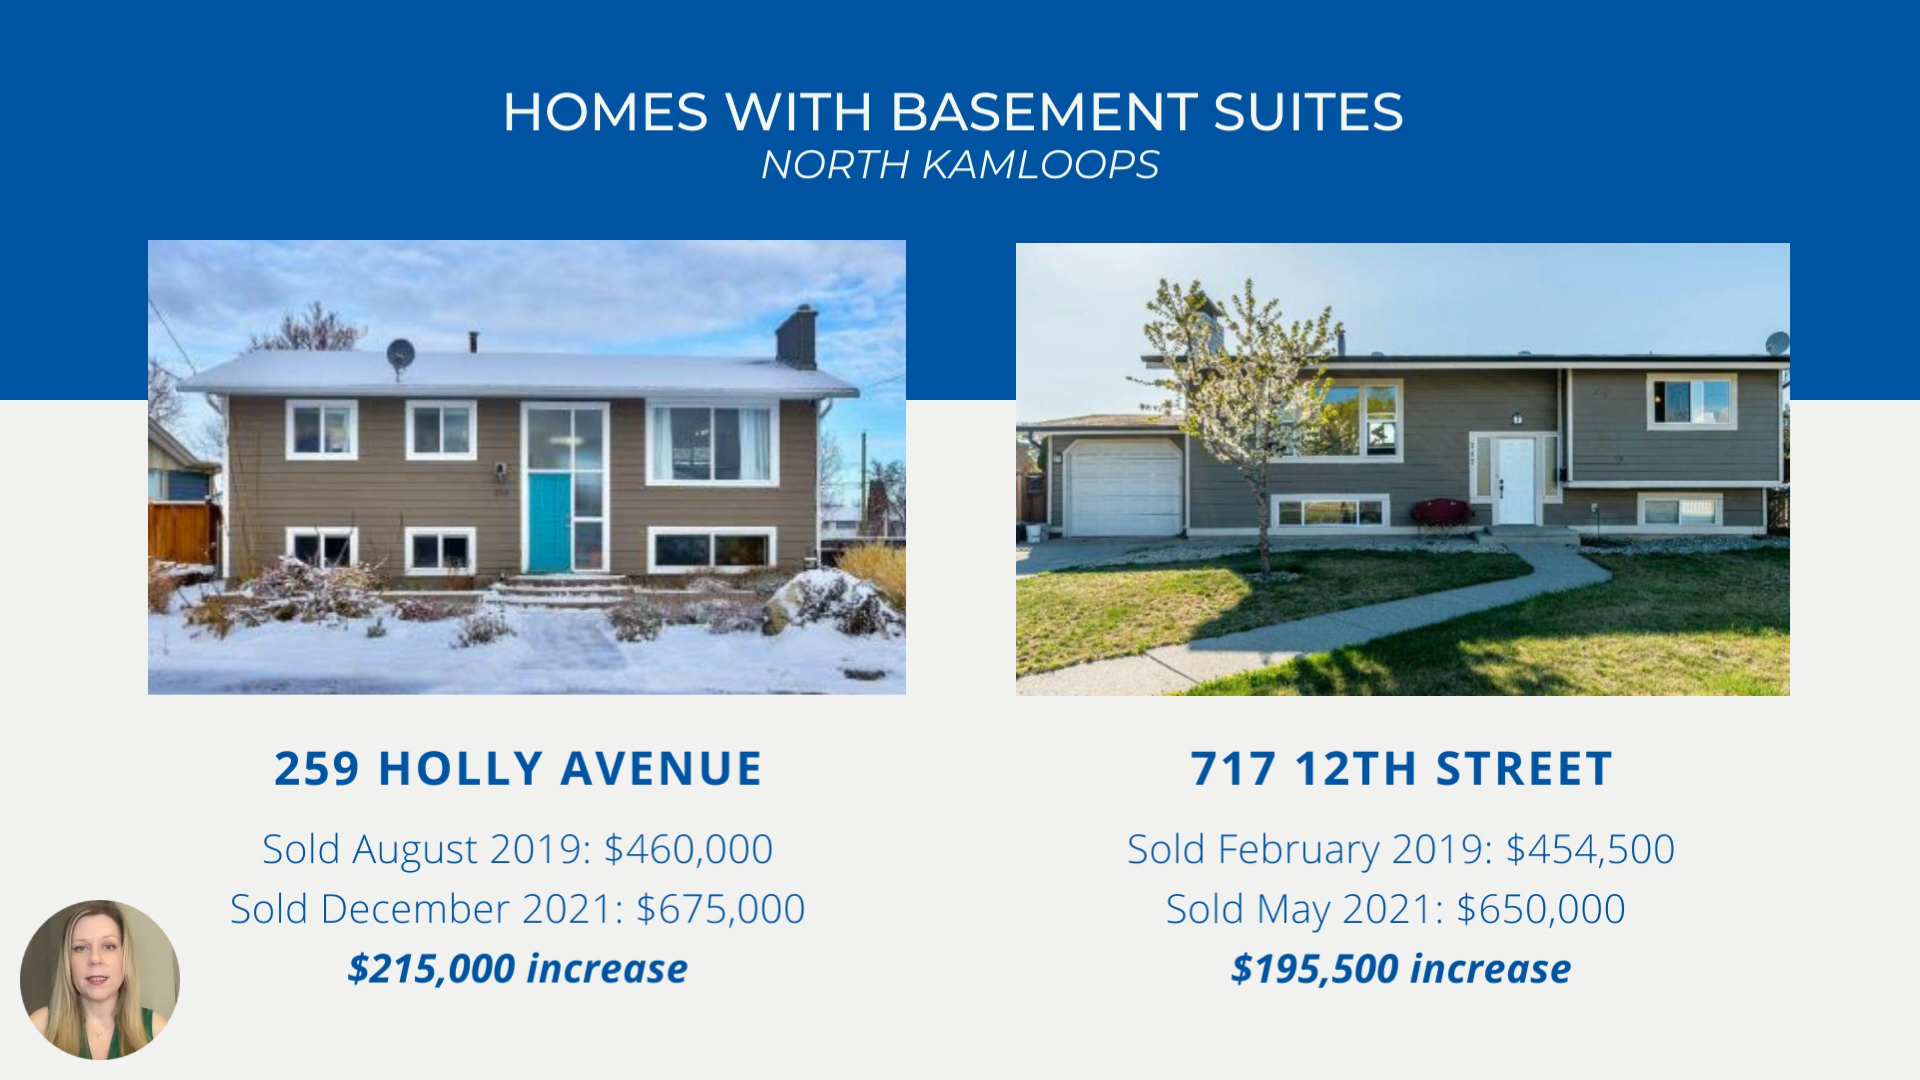 HOMES WITH BASEMENT SUITES
NORTH KAMLOOPS
259 HOLLY AVENUE
Sold August 2019: $460,000
Sold December 2021: $675,000
$215,000 increase
717 12TH STREET
Sold February 2019: $454,500
Sold May 2021: $650,000
$195,500 increase